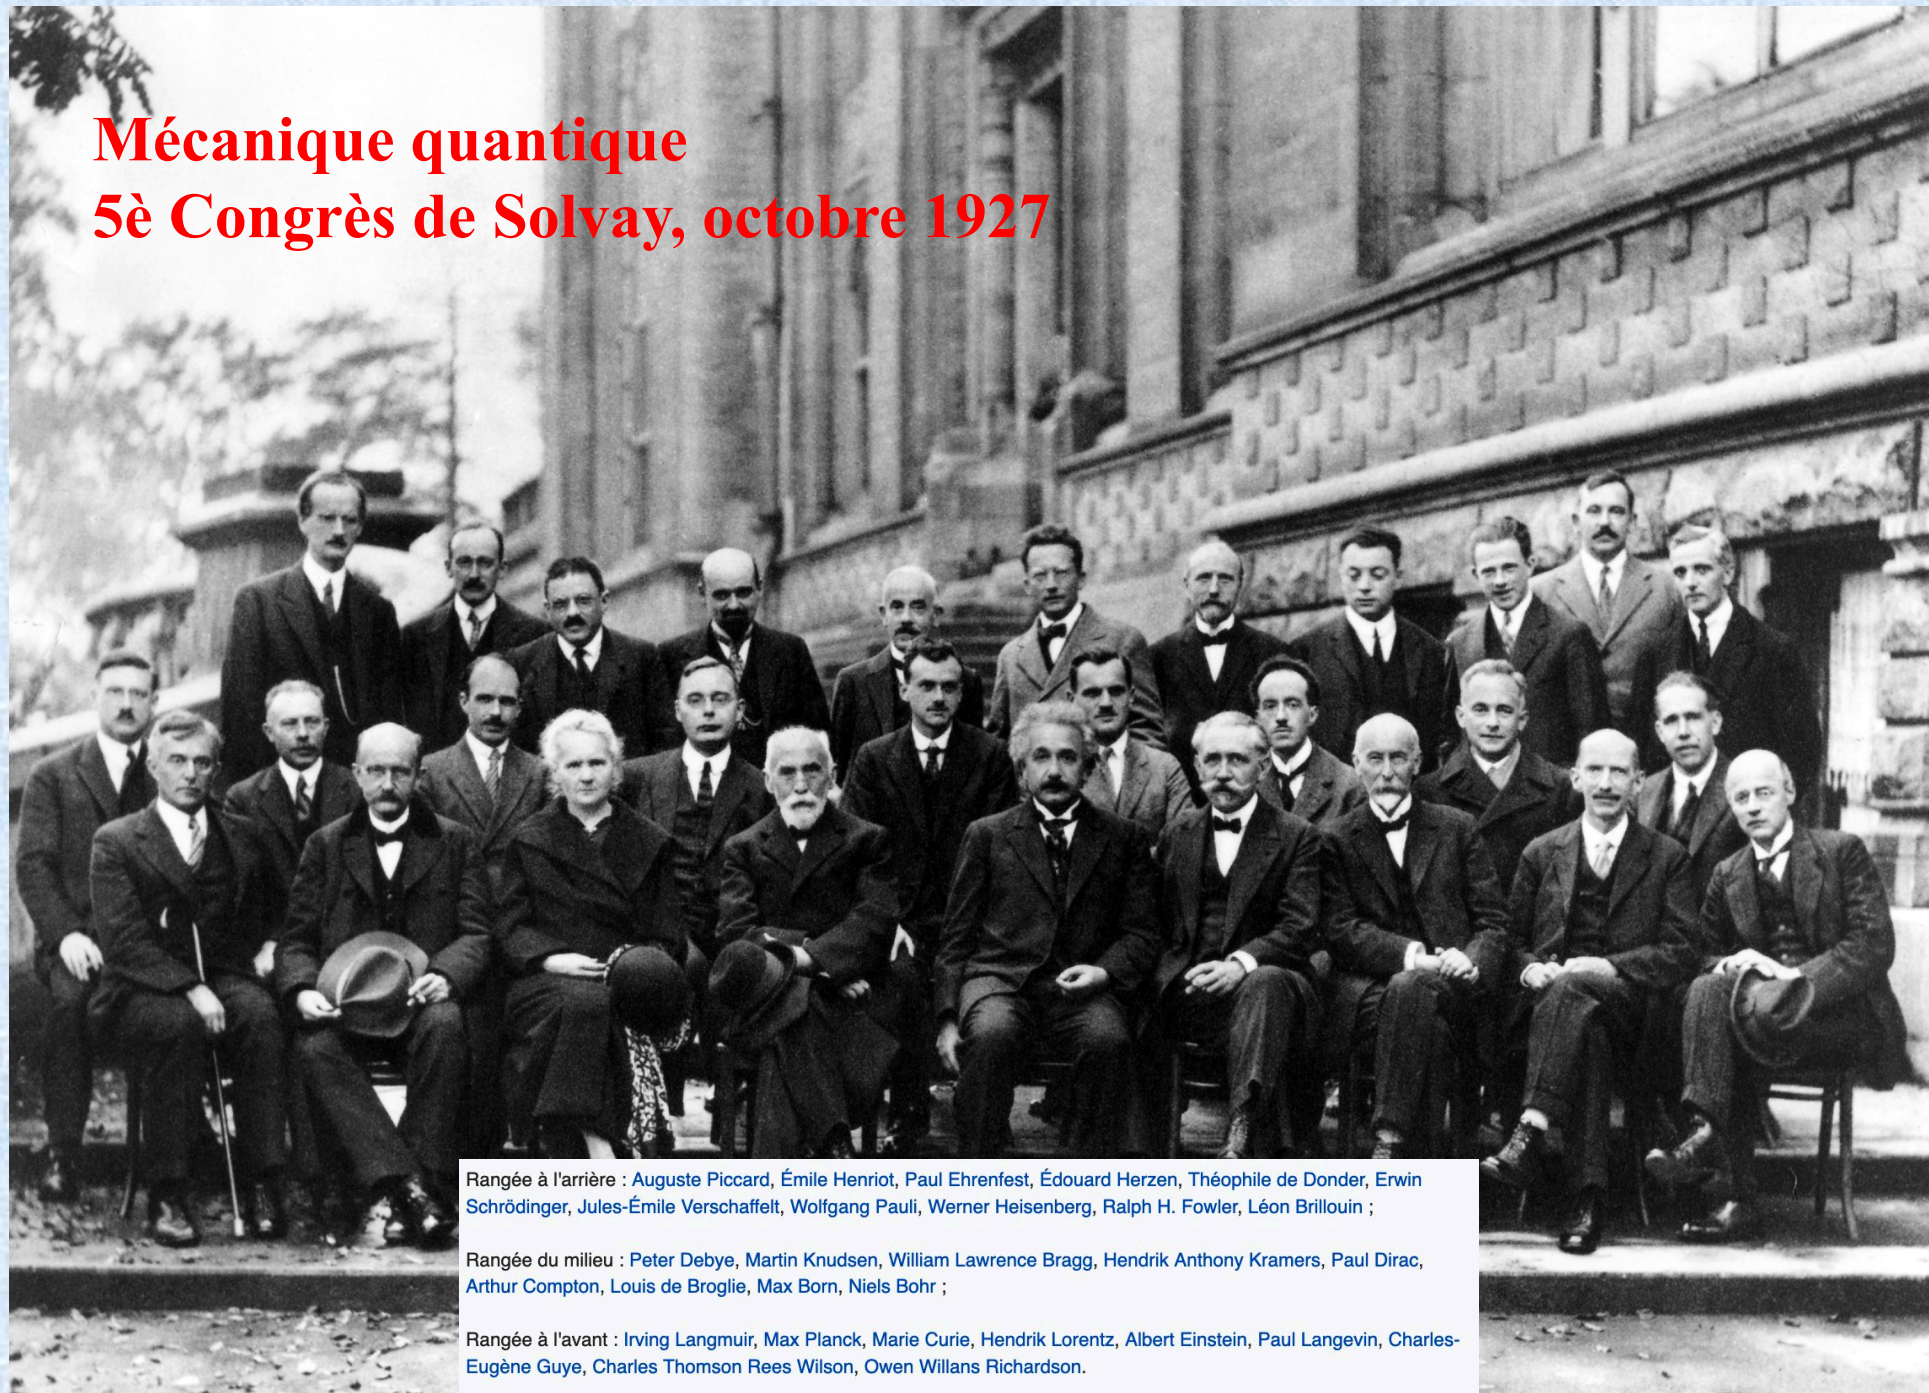 Mécanique quantique
5è Congrès de Solvay, octobre 1927
Rangée à l'arrière : Auguste Piccard, Émile Henriot, Paul Ehrenfest, Édouard Herzen, Théophile de Donder, Erwin
Schrödinger, Jules-Émile Verschaffelt, Wolfgang Pauli, Werner Heisenberg, Ralph H. Fowler, Léon Brillouin ;
Rangée du milieu : Peter Debye, Martin Knudsen, William Lawrence Bragg, Hendrik Anthony Kramers, Paul Dirac,
Arthur Compton, Louis de Broglie, Max Born, Niels Bohr ;
Rangée à l'avant : Irving Langmuir, Max Planck, Marie Curie, Hendrik Lorentz, Albert Einstein, Paul Langevin, Charles-
Eugène Guye, Charles Thomson Rees Wilson, Owen Willans Richardson.